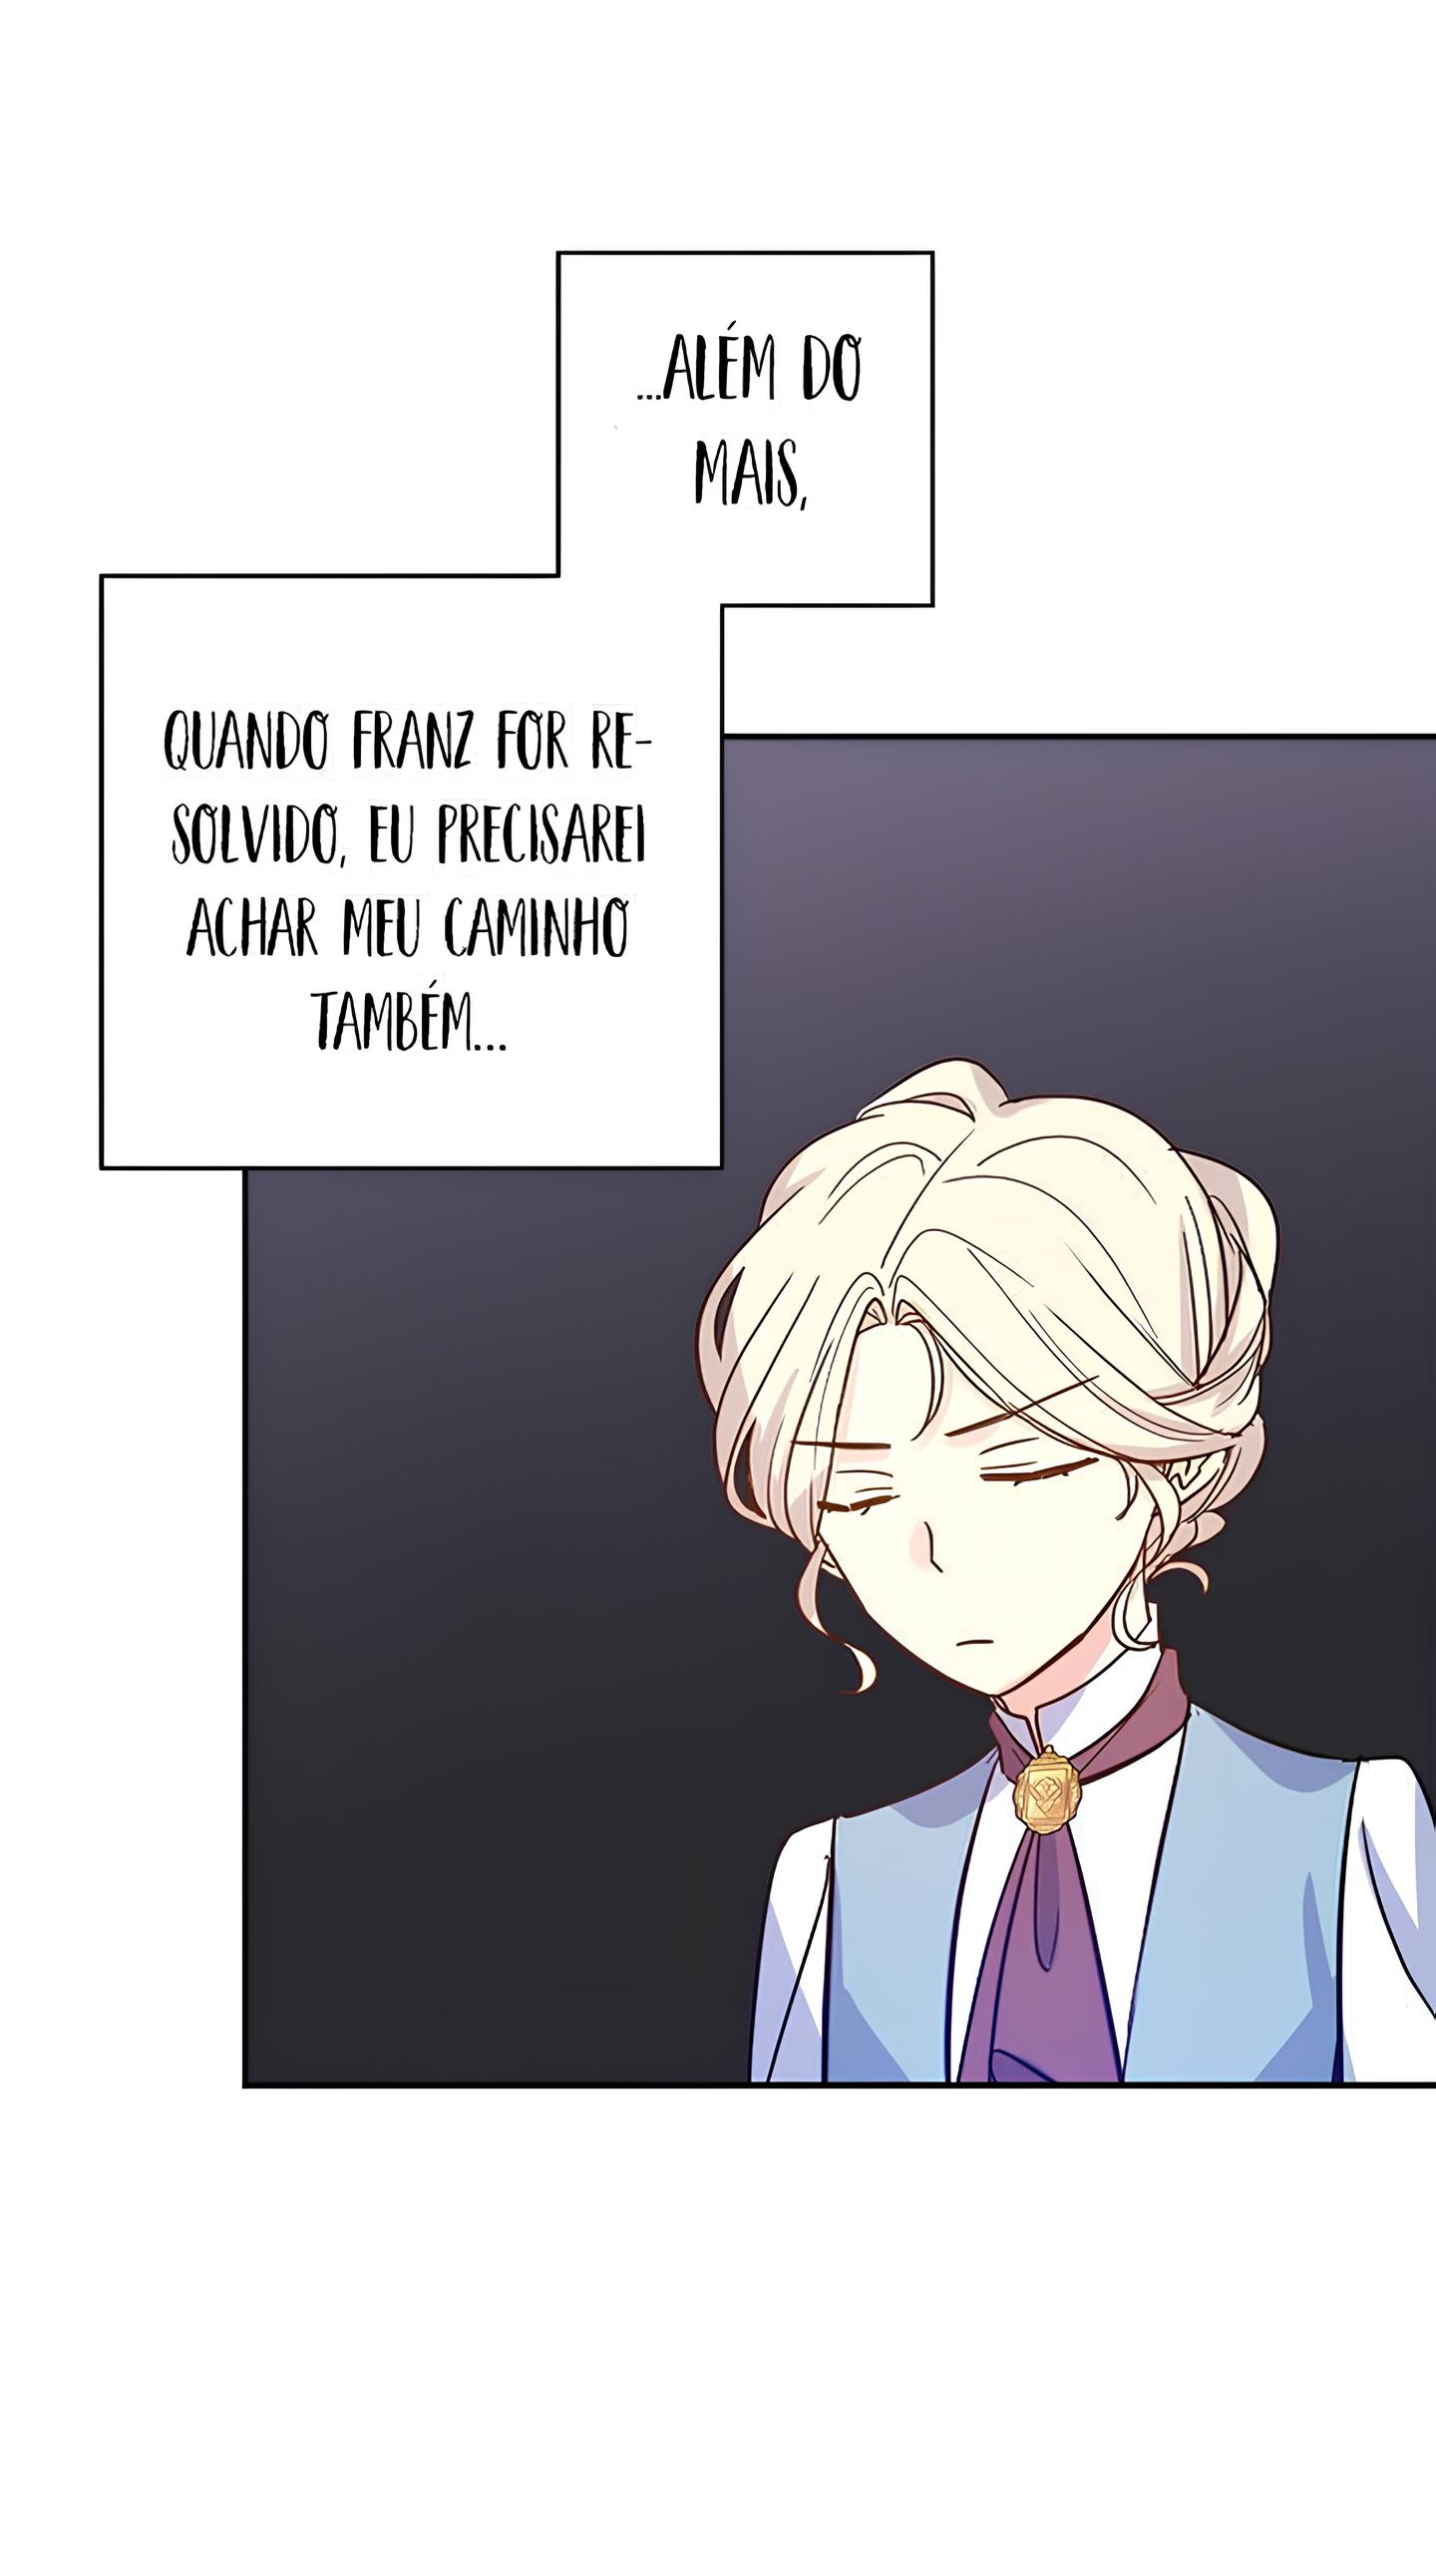 ...ALÉM DO
MAIS,
QUANDO FRANZ FOR RE-
SOLVIDO, EU PRECISAREI
ACHAR MEU CAMINHO
TAMBÉM...